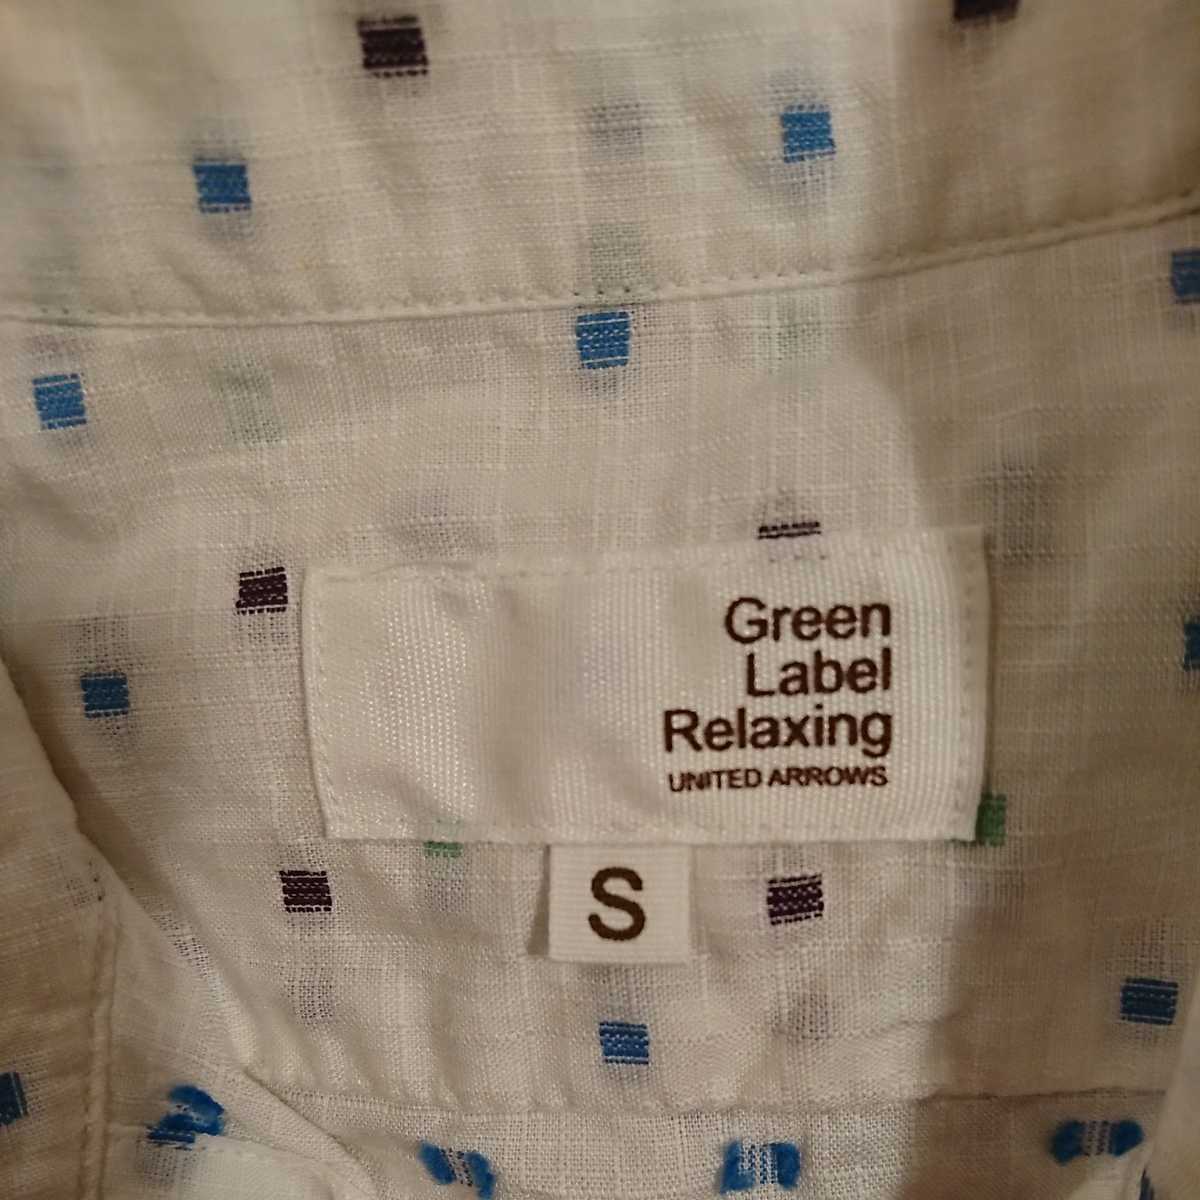 Green
Label
Relaxing
UNITED ARROWS
S